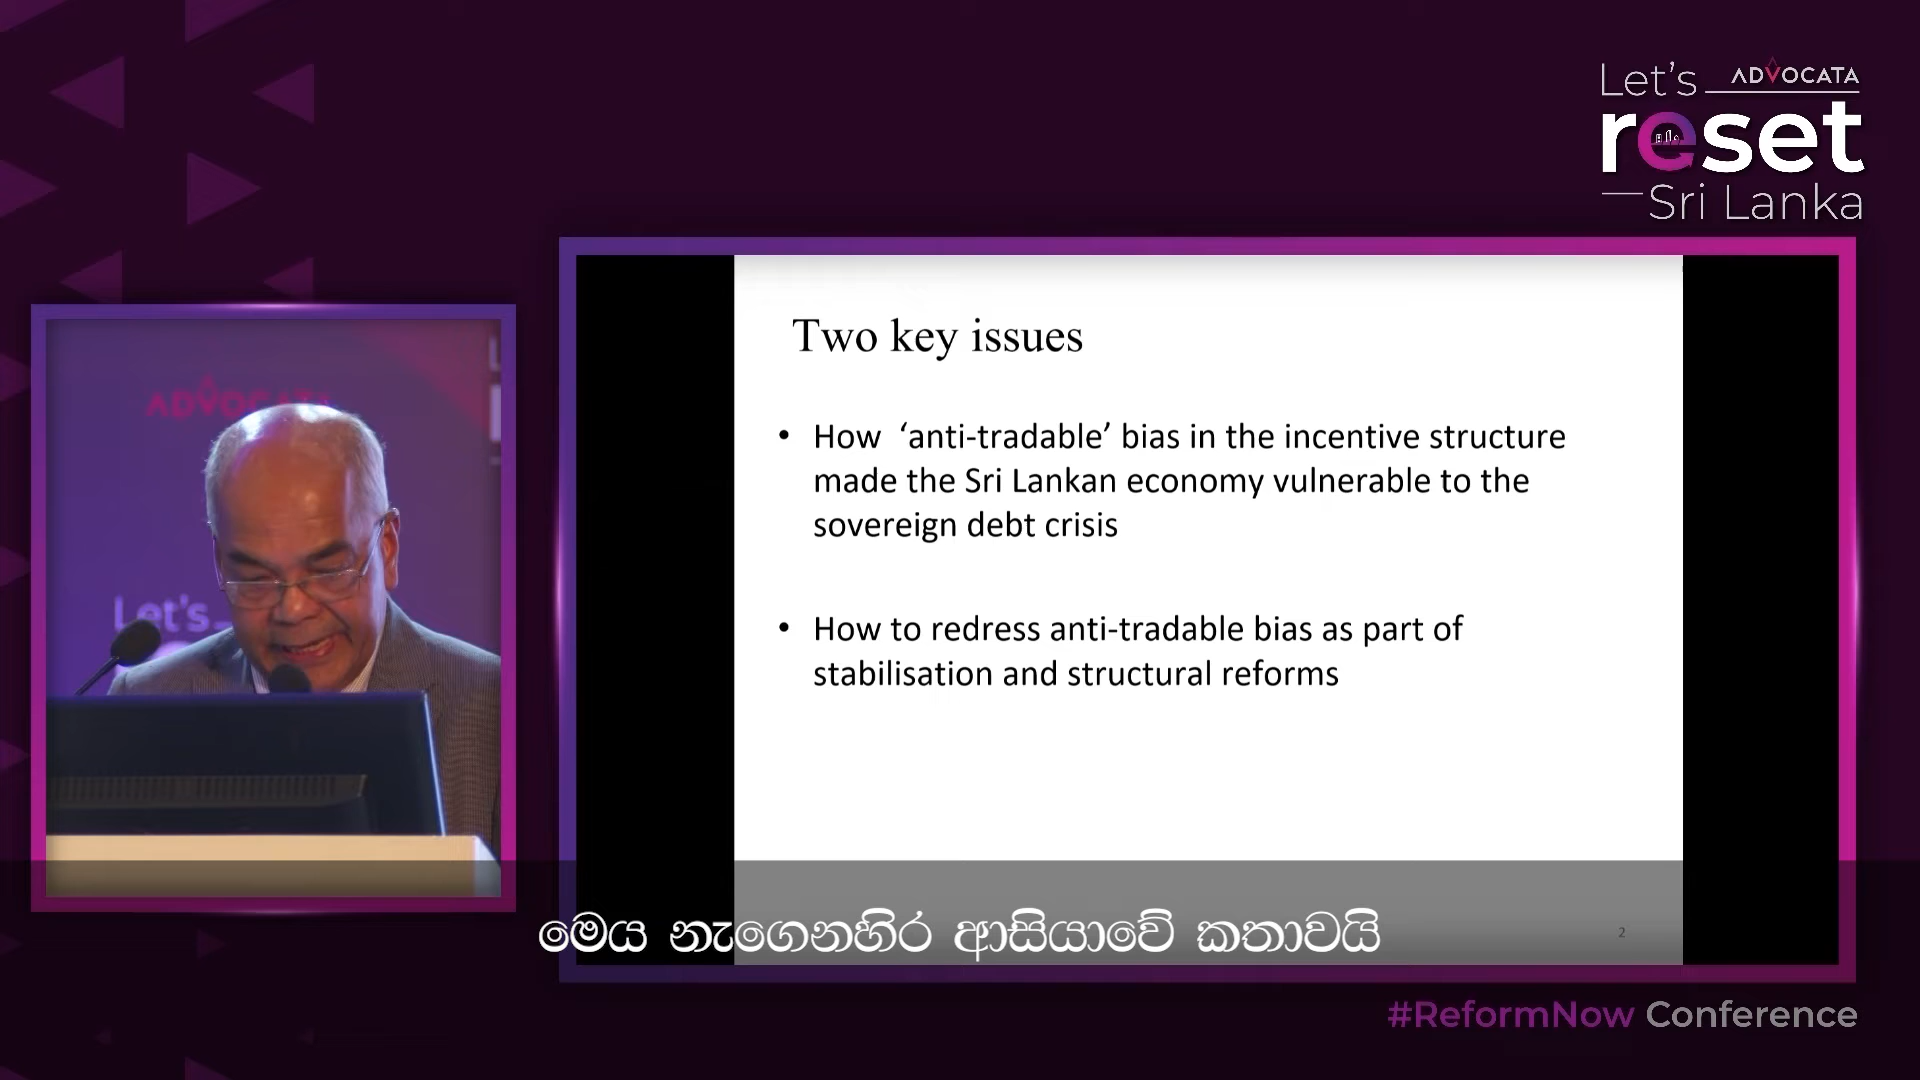 Let's ADVOCATA
reset
Sri Lanka
ADVOCATA
Let's
Two key issues
• How ‘anti-tradable’ bias in the incentive structure
made the Sri Lankan economy vulnerable to the
sovereign debt crisis
• How to redress anti-tradable bias as part of
stabilisation and structural reforms
2
මෙය නැගෙනහිර ආසියාවේ කතාවයි
#ReformNow Conference